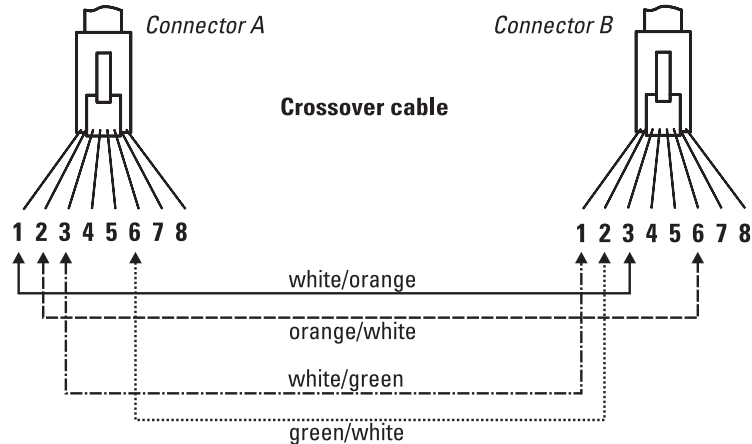 Connector A
Connector B
Crossover cable
1 2 3 4 5 6 7 8
1 2 3 4 5 6 7 8
white/orange
orange/white
white/green
green/white